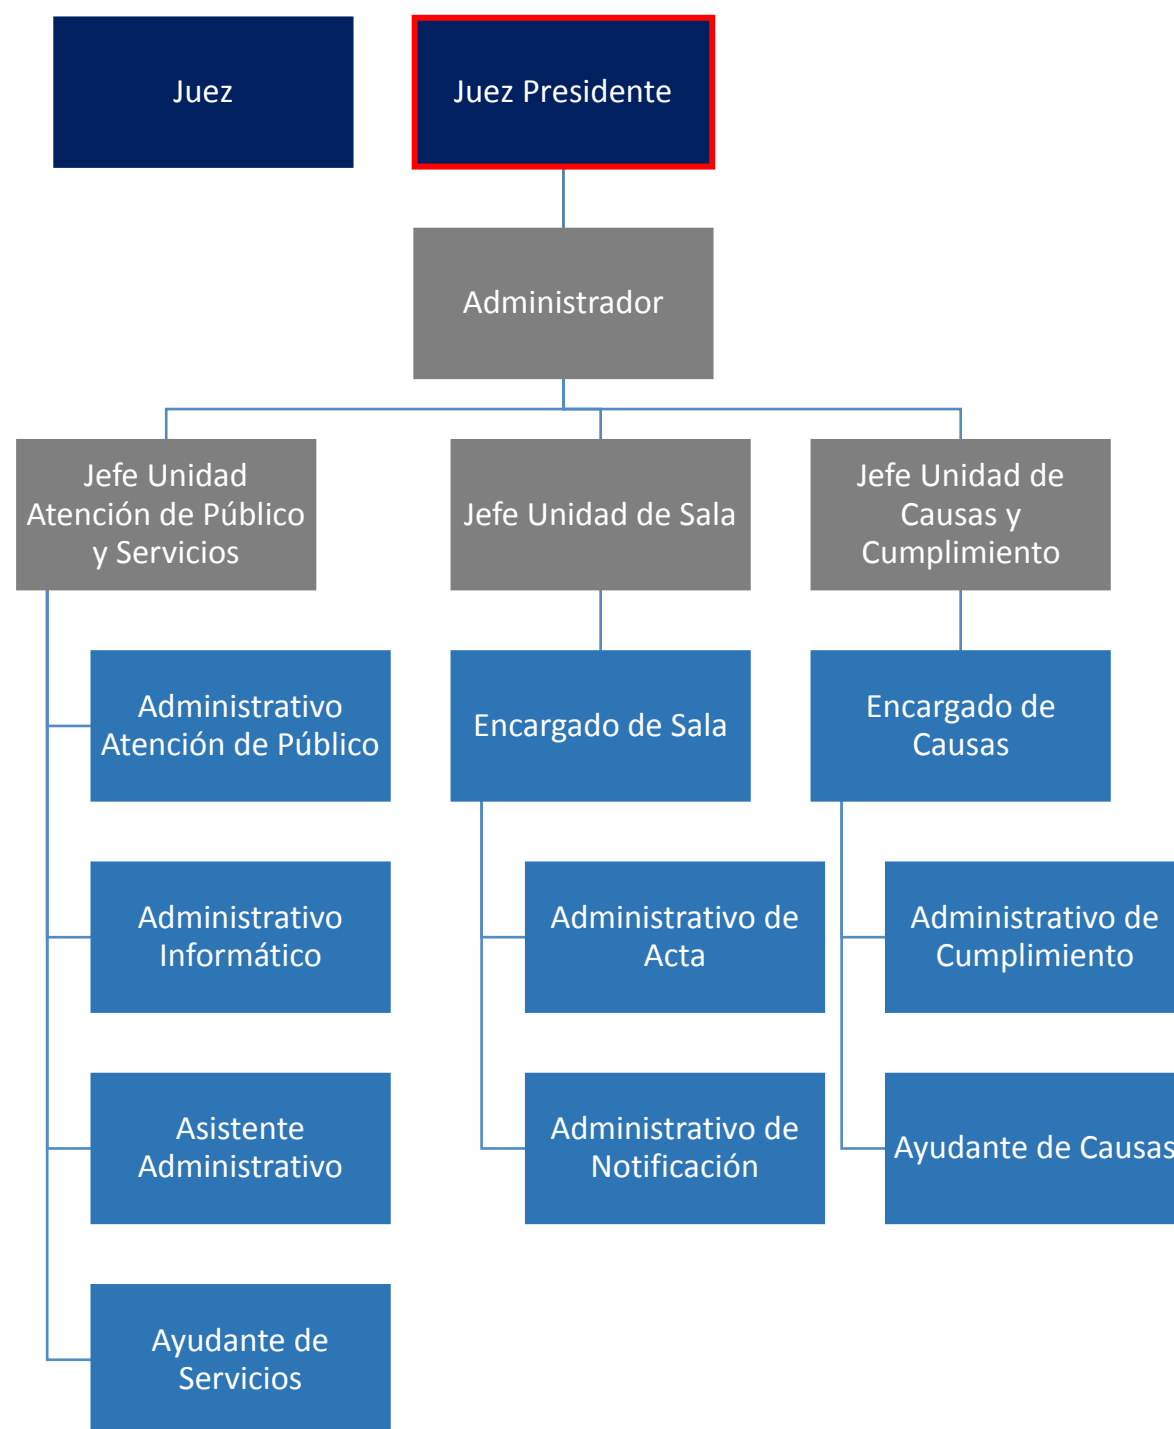 Juez
Juez Presidente
Administrador
Jefe Unidad
Atención de Público
y Servicios
Jefe Unidad de Sala
Jefe Unidad de
Causas y
Cumplimiento
Administrativo
Atención de Público
Encargado de Sala
Encargado de
Causas
Administrativo
Informático
Administrativo de
Acta
Administrativo de
Cumplimiento
Asistente
Administrativo
Administrativo de
Notificación
Ayudante de Causas
Ayudante de
Servicios